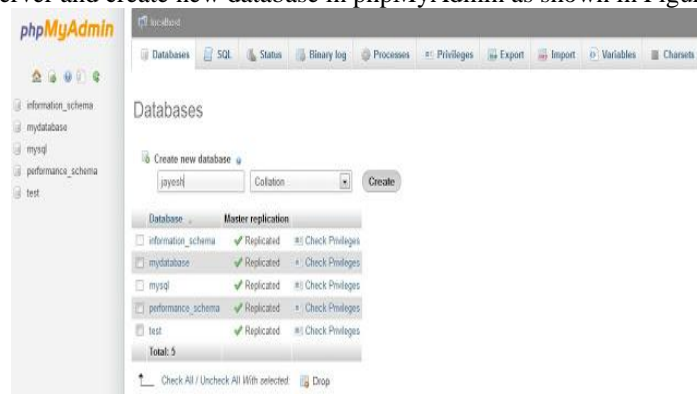 erver and create new database in phpMyAdmin as shown in Figu
phpMyAdmin
localhost
Databases SQL Status Binary log Processes Privileges Export Import Variables Charsets
information_schema
mydatabase
mysql
performance_schema
test
Databases
Create new database
jayesh Collation Create
Database Master replication
information_schema Replicated Check Privileges
mydatabase Replicated Check Privileges
mysql Replicated Check Privileges
performance_schema Replicated Check Privileges
test Replicated Check Privileges
Total: 5
Check All / Uncheck All With selected: Drop